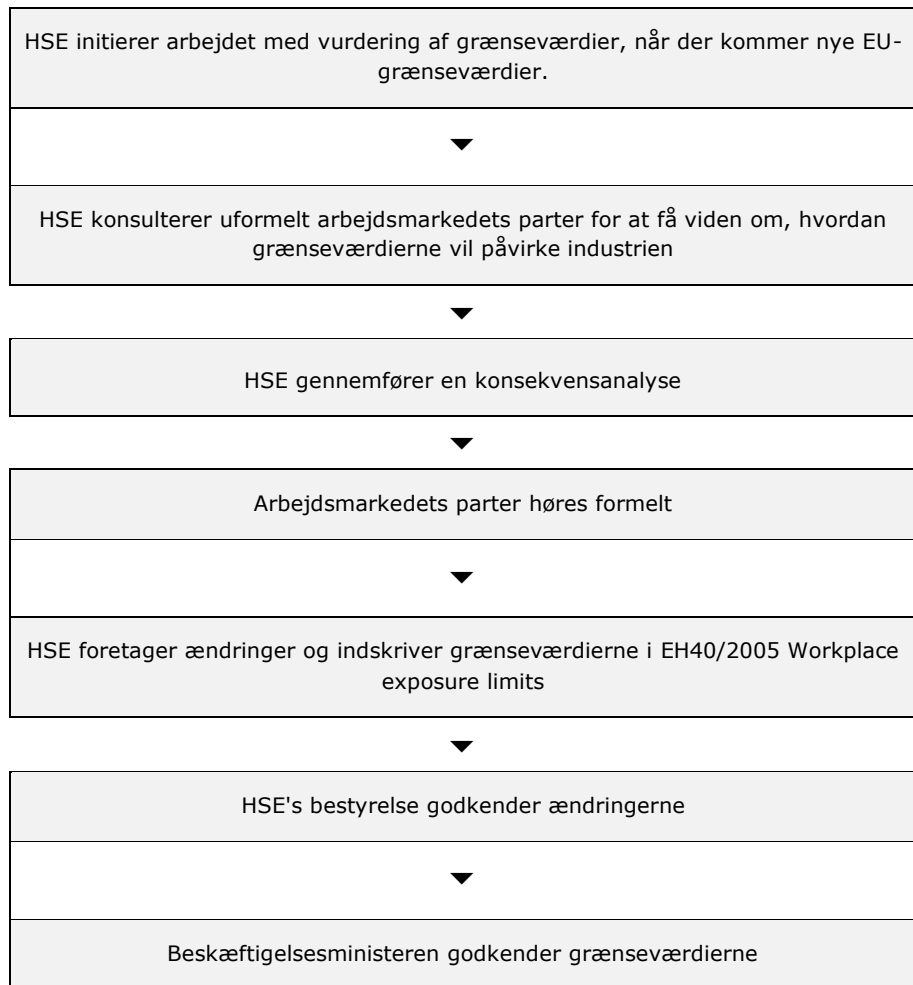 HSE initierer arbejdet med vurdering af grænseværdier, når der kommer nye EU-
grænseværdier.
HSE konsulterer uformelt arbejdsmarkedets parter for at få viden om, hvordan
grænseværdierne vil påvirke industrien
HSE gennemfører en konsekvensanalyse
Arbejdsmarkedets parter høres formelt
HSE foretager ændringer og indskriver grænseværdierne i EH40/2005 Workplace
exposure limits
HSE's bestyrelse godkender ændringerne
Beskæftigelsesministeren godkender grænseværdierne